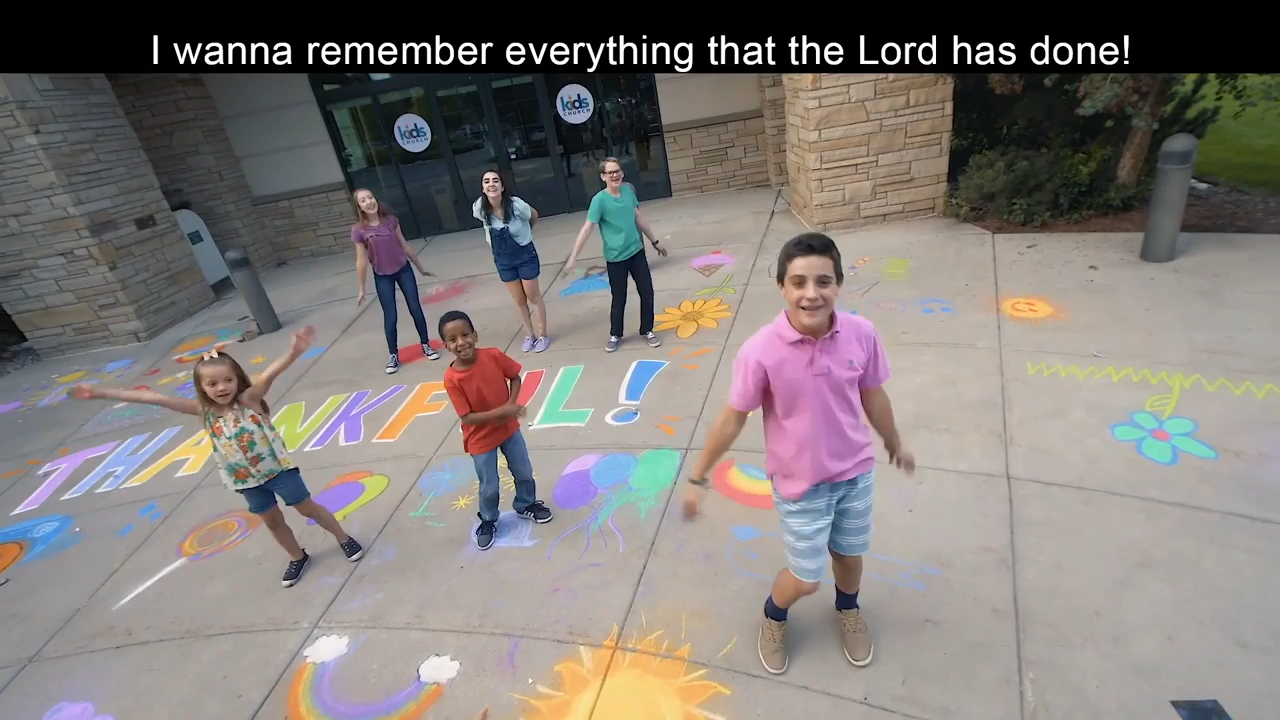 I wanna remember everything that the Lord has done!
kids
CHURCH
kids
CHURCH
THANKFUL!